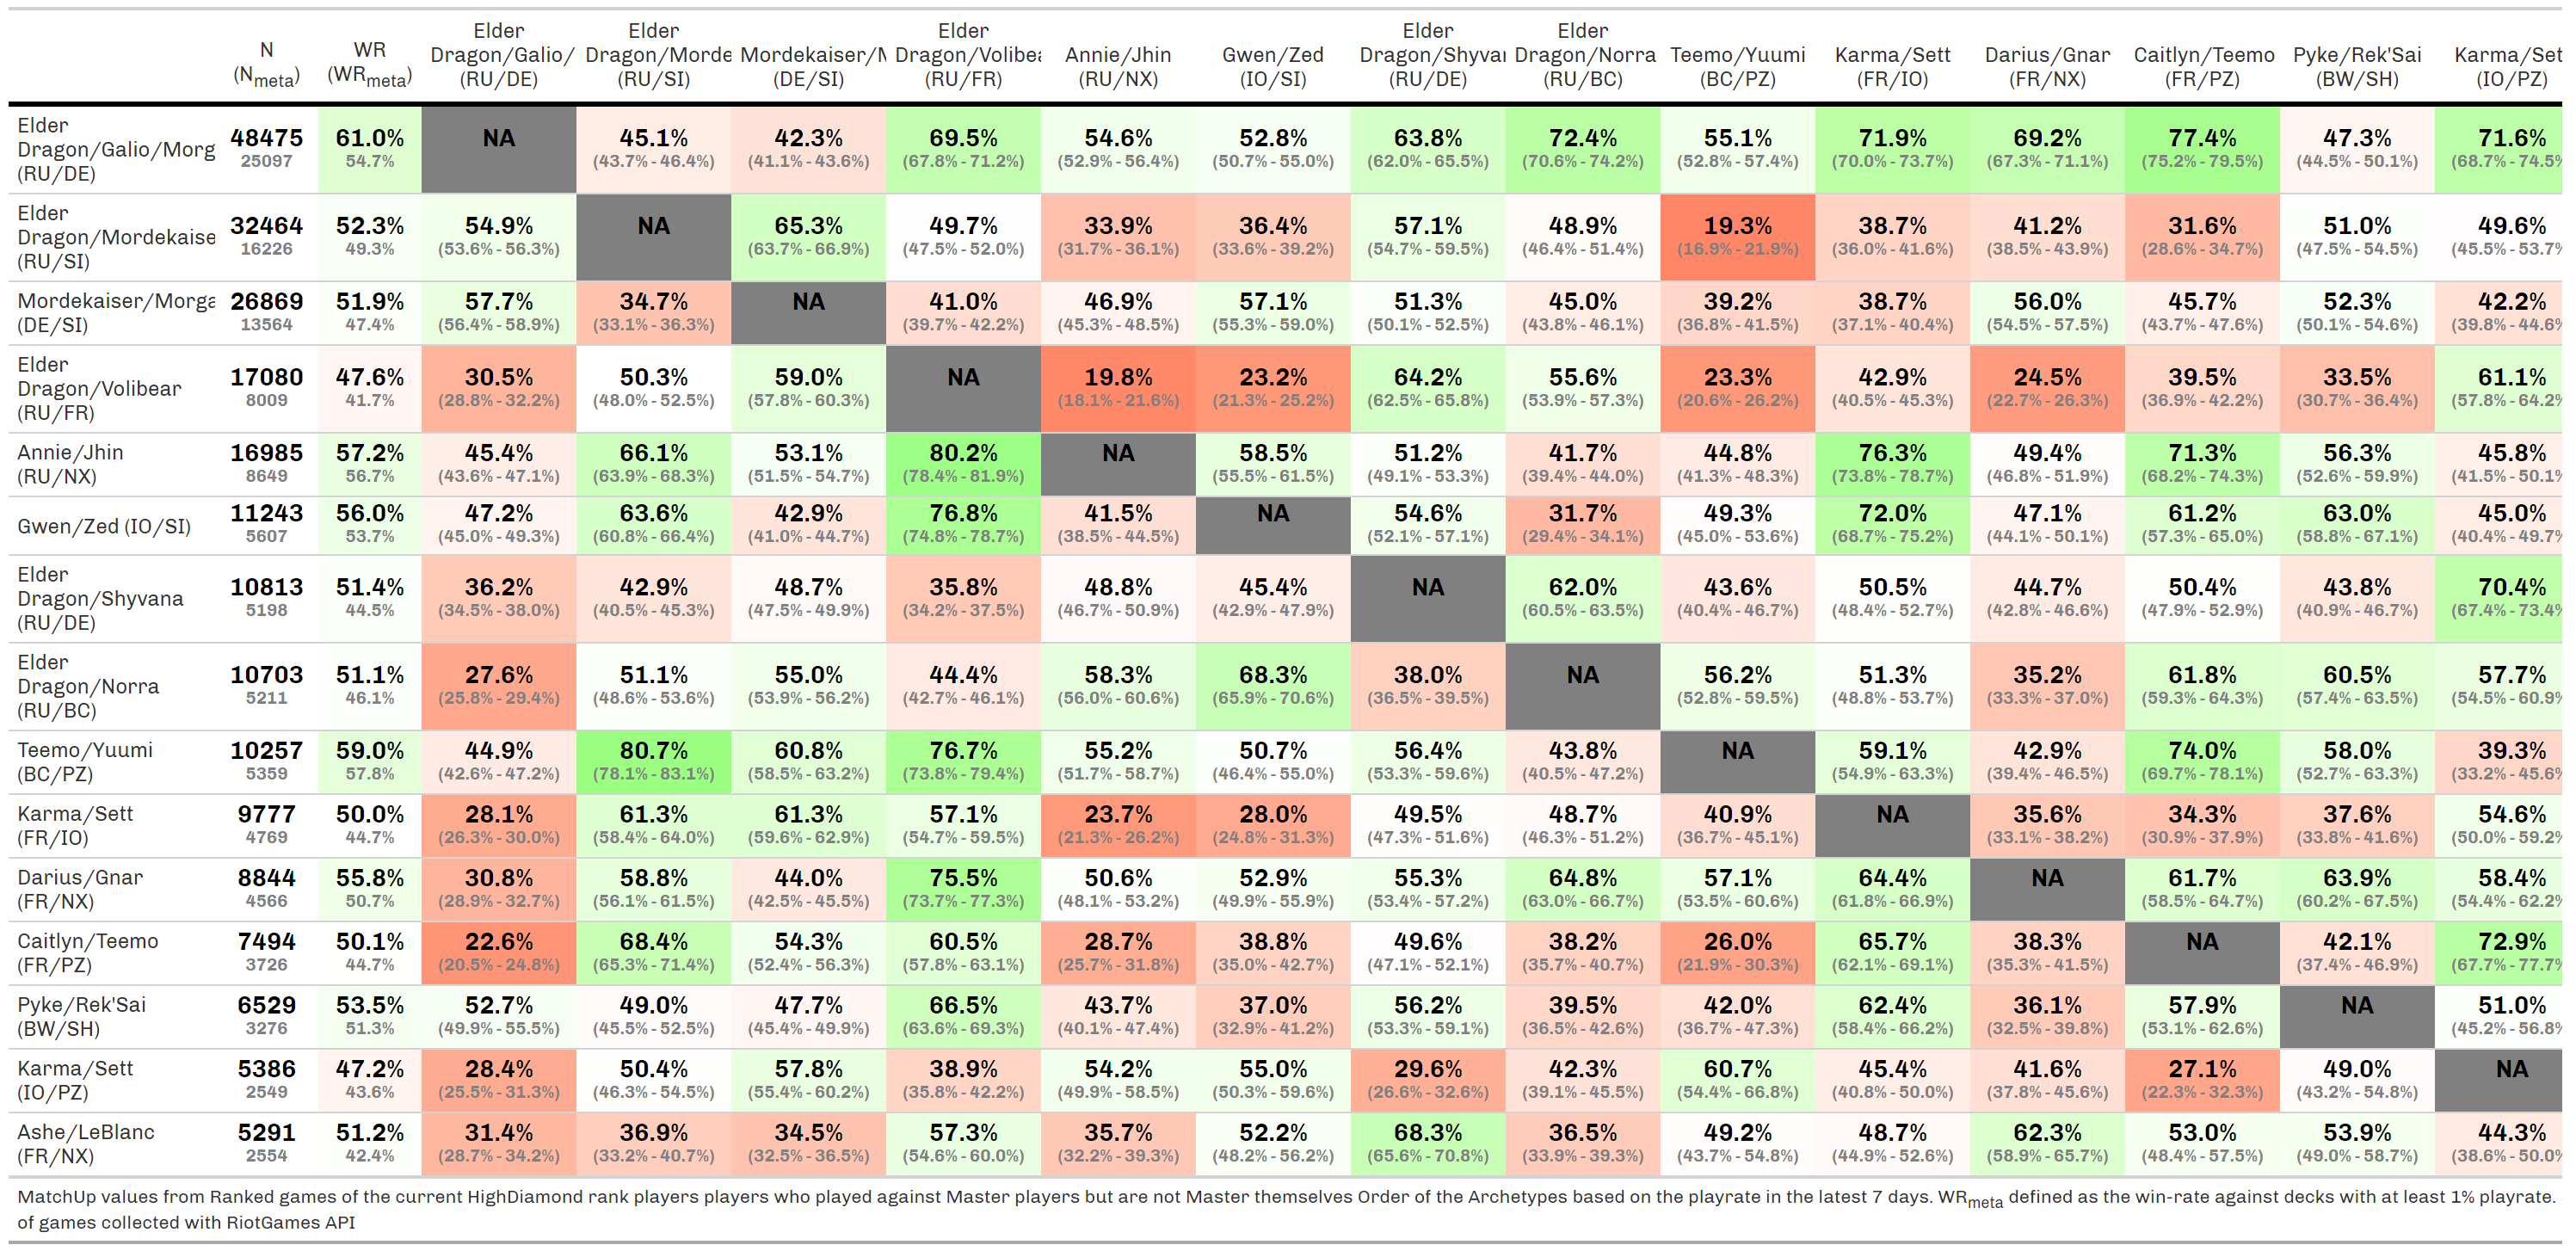 N (Nmeta) WR (WRmeta) Elder Dragon/Galio/ (RU/DE) Elder Dragon/Morde (RU/SI) Mordekaiser/M (DE/SI) Elder Dragon/Volibea (RU/FR) Annie/Jhin (RU/NX) Gwen/Zed (IO/SI) Elder Dragon/Shyvar (RU/DE) Elder Dragon/Norra (RU/BC) Teemo/Yuumi (BC/PZ) Karma/Sett (FR/IO) Darius/Gnar (FR/NX) Caitlyn/Teemo (FR/PZ) Pyke/Rek'Sai (BW/SH) Karma/Set (IO/PZ)
Elder Dragon/Galio/Morg (RU/DE) 48475 61.0% NA 45.1% 42.3% 69.5% 54.6% 52.8% 63.8% 72.4% 55.1% 71.9% 69.2% 77.4% 47.3% 71.6%
25097 54.7% (43.7% - 46.4%) (41.1% - 43.6%) (67.8% - 71.2%) (52.9% - 56.4%) (50.7% - 55.0%) (62.0% - 65.5%) (70.6% - 74.2%) (52.8% - 57.4%) (70.0% - 73.7%) (67.3% - 71.1%) (75.2% - 79.5%) (44.5% - 50.1%) (68.7% - 74.5%
Elder Dragon/Mordekaise (RU/SI) 32464 52.3% 54.9% NA 65.3% 49.7% 33.9% 36.4% 57.1% 48.9% 19.3% 38.7% 41.2% 31.6% 51.0% 49.6%
16226 49.3% (53.6% - 56.3%) (63.7% - 66.9%) (47.5% - 52.0%) (31.7% - 36.1%) (33.6% - 39.2%) (54.7% - 59.5%) (46.4% - 51.4%) (16.9% - 21.9%) (36.0% - 41.6%) (38.5% - 43.9%) (28.6% - 34.7%) (47.5% - 54.5%) (45.5% - 53.7%
Mordekaiser/Morga (DE/SI) 26869 51.9% 57.7% 34.7% NA 41.0% 46.9% 57.1% 51.3% 45.0% 39.2% 38.7% 56.0% 45.7% 52.3% 42.2%
13564 47.4% (56.4% - 58.9%) (33.1% - 36.3%) (39.7% - 42.2%) (45.3% - 48.5%) (55.3% - 59.0%) (50.1% - 52.5%) (43.8% - 46.1%) (36.8% - 41.5%) (37.1% - 40.4%) (54.5% - 57.5%) (43.7% - 47.6%) (50.1% - 54.6%) (39.8% - 44.6%
Elder Dragon/Volibear (RU/FR) 17080 47.6% 30.5% 50.3% 59.0% NA 19.8% 23.2% 64.2% 55.6% 23.3% 42.9% 24.5% 39.5% 33.5% 61.1%
8009 41.7% (28.8% - 32.2%) (48.0% - 52.5%) (57.8% - 60.3%) (18.1% - 21.6%) (21.3% - 25.2%) (62.5% - 65.8%) (53.9% - 57.3%) (20.6% - 26.2%) (40.5% - 45.3%) (22.7% - 26.3%) (36.9% - 42.2%) (30.7% - 36.4%) (57.8% - 64.2%
Annie/Jhin (RU/NX) 16985 57.2% 45.4% 66.1% 53.1% 80.2% NA 58.5% 51.2% 41.7% 44.8% 76.3% 49.4% 71.3% 56.3% 45.8%
8649 56.7% (43.6% - 47.1%) (63.9% - 68.3%) (51.5% - 54.7%) (78.4% - 81.9%) (55.5% - 61.5%) (49.1% - 53.3%) (39.4% - 44.0%) (41.3% - 48.3%) (73.8% - 78.7%) (46.8% - 51.9%) (68.2% - 74.3%) (52.6% - 59.9%) (41.5% - 50.1%
Gwen/Zed (IO/SI) 11243 56.0% 47.2% 63.6% 42.9% 76.8% 41.5% NA 54.6% 31.7% 49.3% 72.0% 47.1% 61.2% 63.0% 45.0%
5607 53.7% (45.0% - 49.3%) (60.8% - 66.4%) (41.0% - 44.7%) (74.8% - 78.7%) (38.5% - 44.5%) (52.1% - 57.1%) (29.4% - 34.1%) (45.0% - 53.6%) (68.7% - 75.2%) (44.1% - 50.1%) (57.3% - 65.0%) (58.8% - 67.1%) (40.4% - 49.7%
Elder Dragon/Shyvana (RU/DE) 10813 51.4% 36.2% 42.9% 48.7% 35.8% 48.8% 45.4% NA 62.0% 43.6% 50.5% 44.7% 50.4% 43.8% 70.4%
5198 44.5% (34.5% - 38.0%) (40.5% - 45.3%) (47.5% - 49.9%) (34.2% - 37.5%) (46.7% - 50.9%) (42.9% - 47.9%) (60.5% - 63.5%) (40.4% - 46.7%) (48.4% - 52.7%) (42.8% - 46.6%) (47.9% - 52.9%) (40.9% - 46.7%) (67.4% - 73.4%
Elder Dragon/Norra (RU/BC) 10703 51.1% 27.6% 51.1% 55.0% 44.4% 58.3% 68.3% 38.0% NA 56.2% 51.3% 35.2% 61.8% 60.5% 57.7%
5211 46.1% (25.8% - 29.4%) (48.6% - 53.6%) (53.9% - 56.2%) (42.7% - 46.1%) (56.0% - 60.6%) (65.9% - 70.6%) (36.5% - 39.5%) (52.8% - 59.5%) (48.8% - 53.7%) (33.3% - 37.0%) (59.3% - 64.3%) (57.4% - 63.5%) (54.5% - 60.9%
Teemo/Yuumi (BC/PZ) 10257 59.0% 44.9% 80.7% 60.8% 76.7% 55.2% 50.7% 56.4% 43.8% NA 59.1% 42.9% 74.0% 58.0% 39.3%
5359 57.8% (42.6% - 47.2%) (78.1% - 83.1%) (58.5% - 63.2%) (73.8% - 79.4%) (51.7% - 58.7%) (46.4% - 55.0%) (53.3% - 59.6%) (40.5% - 47.2%) (54.9% - 63.3%) (39.4% - 46.5%) (69.7% - 78.1%) (52.7% - 63.3%) (33.2% - 45.6%
Karma/Sett (FR/IO) 9777 50.0% 28.1% 61.3% 61.3% 57.1% 23.7% 28.0% 49.5% 48.7% 40.9% NA 35.6% 34.3% 37.6% 54.6%
4769 44.7% (26.3% - 30.0%) (58.4% - 64.0%) (59.6% - 62.9%) (54.7% - 59.5%) (21.3% - 26.2%) (24.8% - 31.3%) (47.3% - 51.6%) (46.3% - 51.2%) (36.7% - 45.1%) (33.1% - 38.2%) (30.9% - 37.9%) (33.8% - 41.6%) (50.0% - 59.2%
Darius/Gnar (FR/NX) 8844 55.8% 30.8% 58.8% 44.0% 75.5% 50.6% 52.9% 55.3% 64.8% 57.1% 64.4% NA 61.7% 63.9% 58.4%
4566 50.7% (28.9% - 32.7%) (56.1% - 61.5%) (42.5% - 45.5%) (73.7% - 77.3%) (48.1% - 53.2%) (49.9% - 55.9%) (53.4% - 57.2%) (63.0% - 66.7%) (53.5% - 60.6%) (61.8% - 66.9%) (58.5% - 64.7%) (60.2% - 67.5%) (54.4% - 62.2%
Caitlyn/Teemo (FR/PZ) 7494 50.1% 22.6% 68.4% 54.3% 60.5% 28.7% 38.8% 49.6% 38.2% 26.0% 65.7% 38.3% NA 42.1% 72.9%
3726 44.7% (20.5% - 24.8%) (65.3% - 71.4%) (52.4% - 56.3%) (57.8% - 63.1%) (25.7% - 31.8%) (35.0% - 42.7%) (47.1% - 52.1%) (35.7% - 40.7%) (21.9% - 30.3%) (62.1% - 69.1%) (35.3% - 41.5%) (37.4% - 46.9%) (67.7% - 77.7%
Pyke/Rek'Sai (BW/SH) 6529 53.5% 52.7% 49.0% 47.7% 66.5% 43.7% 37.0% 56.2% 39.5% 42.0% 62.4% 36.1% 57.9% NA 51.0%
3276 51.3% (49.9% - 55.5%) (45.5% - 52.5%) (45.4% - 49.9%) (63.6% - 69.3%) (40.1% - 47.4%) (32.9% - 41.2%) (53.3% - 59.1%) (36.5% - 42.6%) (36.7% - 47.3%) (58.4% - 66.2%) (32.5% - 39.8%) (53.1% - 62.6%) (45.2% - 56.8%
Karma/Sett (IO/PZ) 5386 47.2% 28.4% 50.4% 57.8% 38.9% 54.2% 55.0% 29.6% 42.3% 60.7% 45.4% 41.6% 27.1% 49.0% NA
2549 43.6% (25.5% - 31.3%) (46.3% - 54.5%) (55.4% - 60.2%) (35.8% - 42.2%) (49.9% - 58.5%) (50.3% - 59.6%) (26.6% - 32.6%) (39.1% - 45.5%) (54.4% - 66.8%) (40.8% - 50.0%) (37.8% - 45.6%) (22.3% - 32.3%) (43.2% - 54.8%)
Ashe/LeBlanc (FR/NX) 5291 51.2% 31.4% 36.9% 34.5% 57.3% 35.7% 52.2% 68.3% 36.5% 49.2% 48.7% 62.3% 53.0% 53.9% 44.3%
2554 42.4% (28.7% - 34.2%) (33.2% - 40.7%) (32.5% - 36.5%) (54.6% - 60.0%) (32.2% - 39.3%) (48.2% - 56.2%) (65.6% - 70.8%) (33.9% - 39.3%) (43.7% - 54.8%) (44.9% - 52.6%) (58.9% - 65.7%) (48.4% - 57.5%) (49.0% - 58.7%) (38.6% - 50.0%
MatchUp values from Ranked games of the current HighDiamond rank players players who played against Master players but are not Master themselves Order of the Archetypes based on the playrate in the latest 7 days. WRmeta defined as the win-rate against decks with at least 1% playrate.
of games collected with RiotGames API